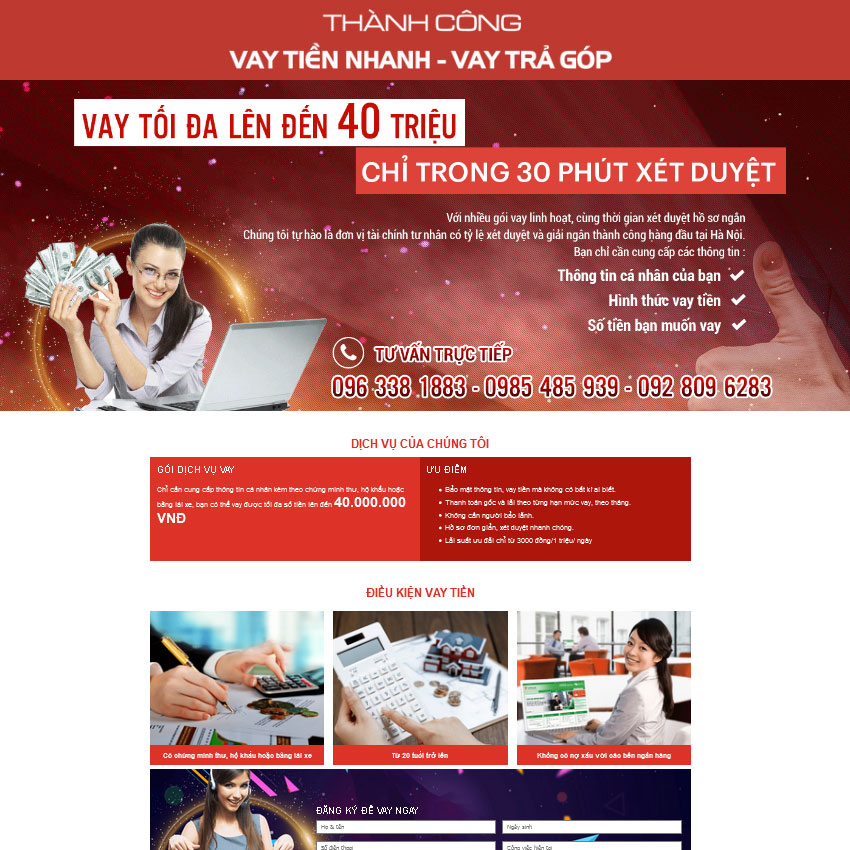 THÀNH CÔNG
VAY TIỀN NHANH - VAY TRẢ GÓP
VAY TỐI ĐA LÊN ĐẾN 40 TRIỆU
CHỈ TRONG 30 PHÚT XÉT DUYỆT
Với nhiều gói vay linh hoạt, cùng thời gian xét duyệt hồ sơ ngắn
Chúng tôi tự hào là đơn vị tài chính tư nhân có tỷ lệ xét duyệt và giải ngân thành công hàng đầu tại Hà Nội.
Bạn chỉ cần cung cấp các thông tin :
Thông tin cá nhân của bạn
Hình thức vay tiền
Số tiền bạn muốn vay
TƯ VẤN TRỰC TIẾP
096 338 1883 - 0985 485 939 - 092 809 6283
DỊCH VỤ CỦA CHÚNG TÔI
GÓI DỊCH VỤ VAY
Chỉ cần cung cấp thông tin cá nhân kèm theo chứng minh thư, hộ khẩu hoặc
bằng lái xe, bạn có thể vay được tối đa số tiền lên đến 40.000.000
VNĐ
ƯU ĐIỂM
Bảo mật thông tin, vay tiền mà không có bất kì ai biết.
Thanh toán gốc và lãi theo từng hạn mức vay, theo tháng.
Không cần người bảo lãnh.
Hồ sơ đơn giản, xét duyệt nhanh chóng.
Lãi suất ưu đãi chỉ từ 3000 đồng/1 triệu/ ngày
ĐIỀU KIỆN VAY TIỀN
Có chứng minh thư, hộ khẩu hoặc bằng lái xe
Từ 20 tuổi trở lên
Không có nợ xấu với các bên ngân hàng
ĐĂNG KÝ ĐỂ VAY NGAY
Họ & tên
Ngày sinh
Số điện thoại
Công việc hiện tại